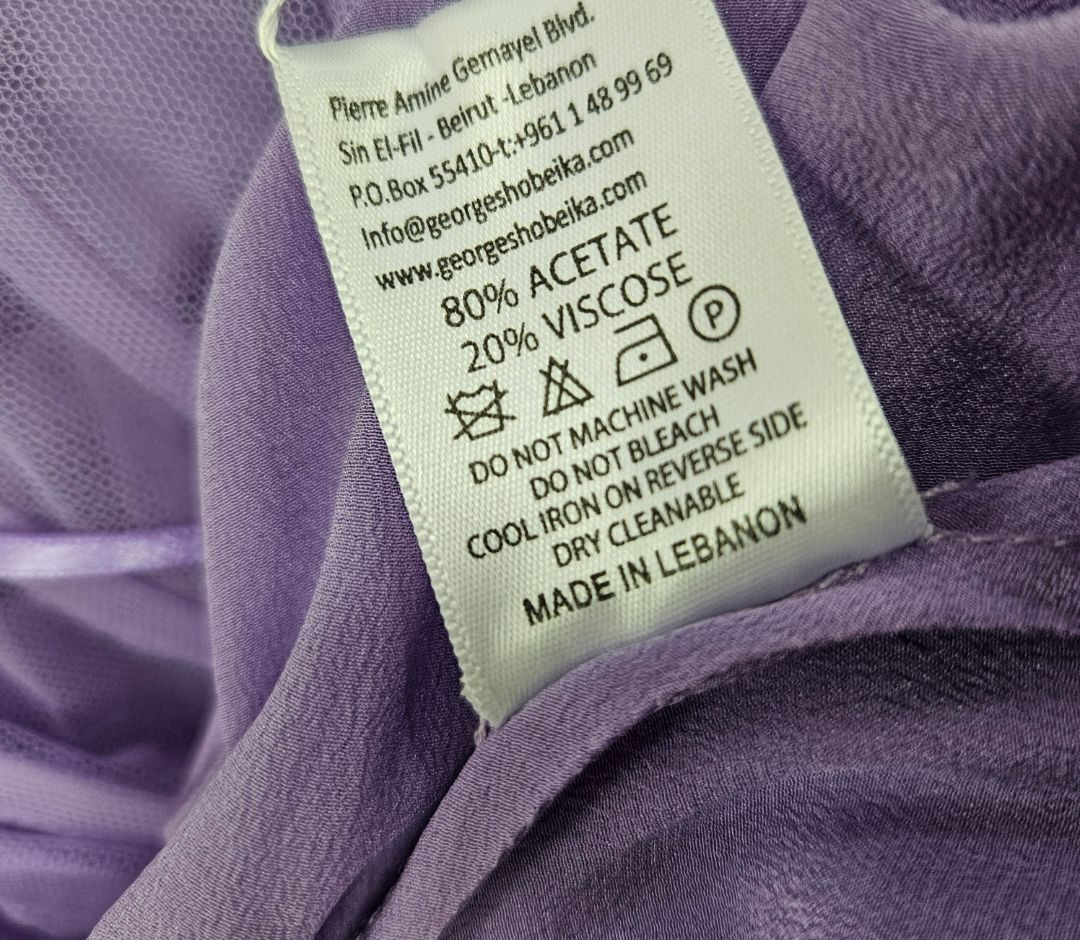 Pierre Amine Gemayel Blvd.
Sin El-Fil - Beirut -Lebanon
P.O.Box 55410-t:+961 1 48 99 69
Info@georgeshobeika.com
www.georgeshobeika.com
80% ACETATE
20% VISCOSE
P
DO NOT MACHINE WASH
DO NOT BLEACH
COOL IRON ON REVERSE SIDE
DRY CLEANABLE
MADE IN LEBANON